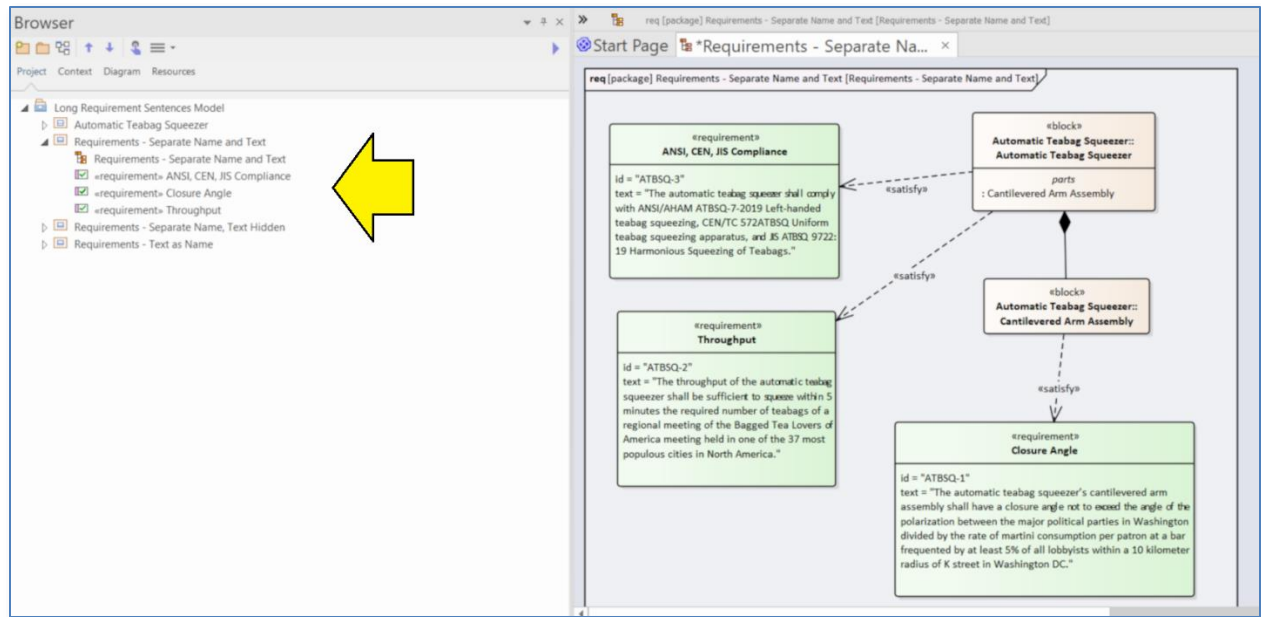 Browser
Project Context Diagram Resources
Long Requirement Sentences Model
Automatic Teabag Squeezer
Requirements - Separate Name and Text
Requirements - Separate Name and Text
«requirement» ANSI, CEN, JIS Compliance
«requirement» Closure Angle
«requirement» Throughput
Requirements - Separate Name, Text Hidden
Requirements - Text as Name
req [package] Requirements - Separate Name and Text [Requirements - Separate Name and Text]
Start Page *Requirements - Separate Na... ×
req [package] Requirements - Separate Name and Text [Requirements - Separate Name and Text]
«requirement»
ANSI, CEN, JIS Compliance
id = "ATBSQ-3"
text = "The automatic teabag squeezer shall comply
with ANSI/AHAM ATBSQ-7-2019 Left-handed
teabag squeezing, CEN/TC 572ATBSQ Uniform
teabag squeezing apparatus, and JIS ATBSQ 9722:
19 Harmonious Squeezing of Teabags."
«satisfy»
«block»
Automatic Teabag Squeezer::
Automatic Teabag Squeezer
parts
: Cantilevered Arm Assembly
«satisfy»
«block»
Automatic Teabag Squeezer::
Cantilevered Arm Assembly
«requirement»
Throughput
id = "ATBSQ-2"
text = "The throughput of the automatic teabag
squeezer shall be sufficient to squeeze within 5
minutes the required number of teabags of a
regional meeting of the Bagged Tea Lovers of
America meeting held in one of the 37 most
populous cities in North America."
«satisfy»
«requirement»
Closure Angle
id = "ATBSQ-1"
text = "The automatic teabag squeezer's cantilevered arm
assembly shall have a closure angle not to exceed the angle of the
polarization between the major political parties in Washington
divided by the rate of martini consumption per patron at a bar
frequented by at least 5% of all lobbyists within a 10 kilometer
radius of K street in Washington DC."